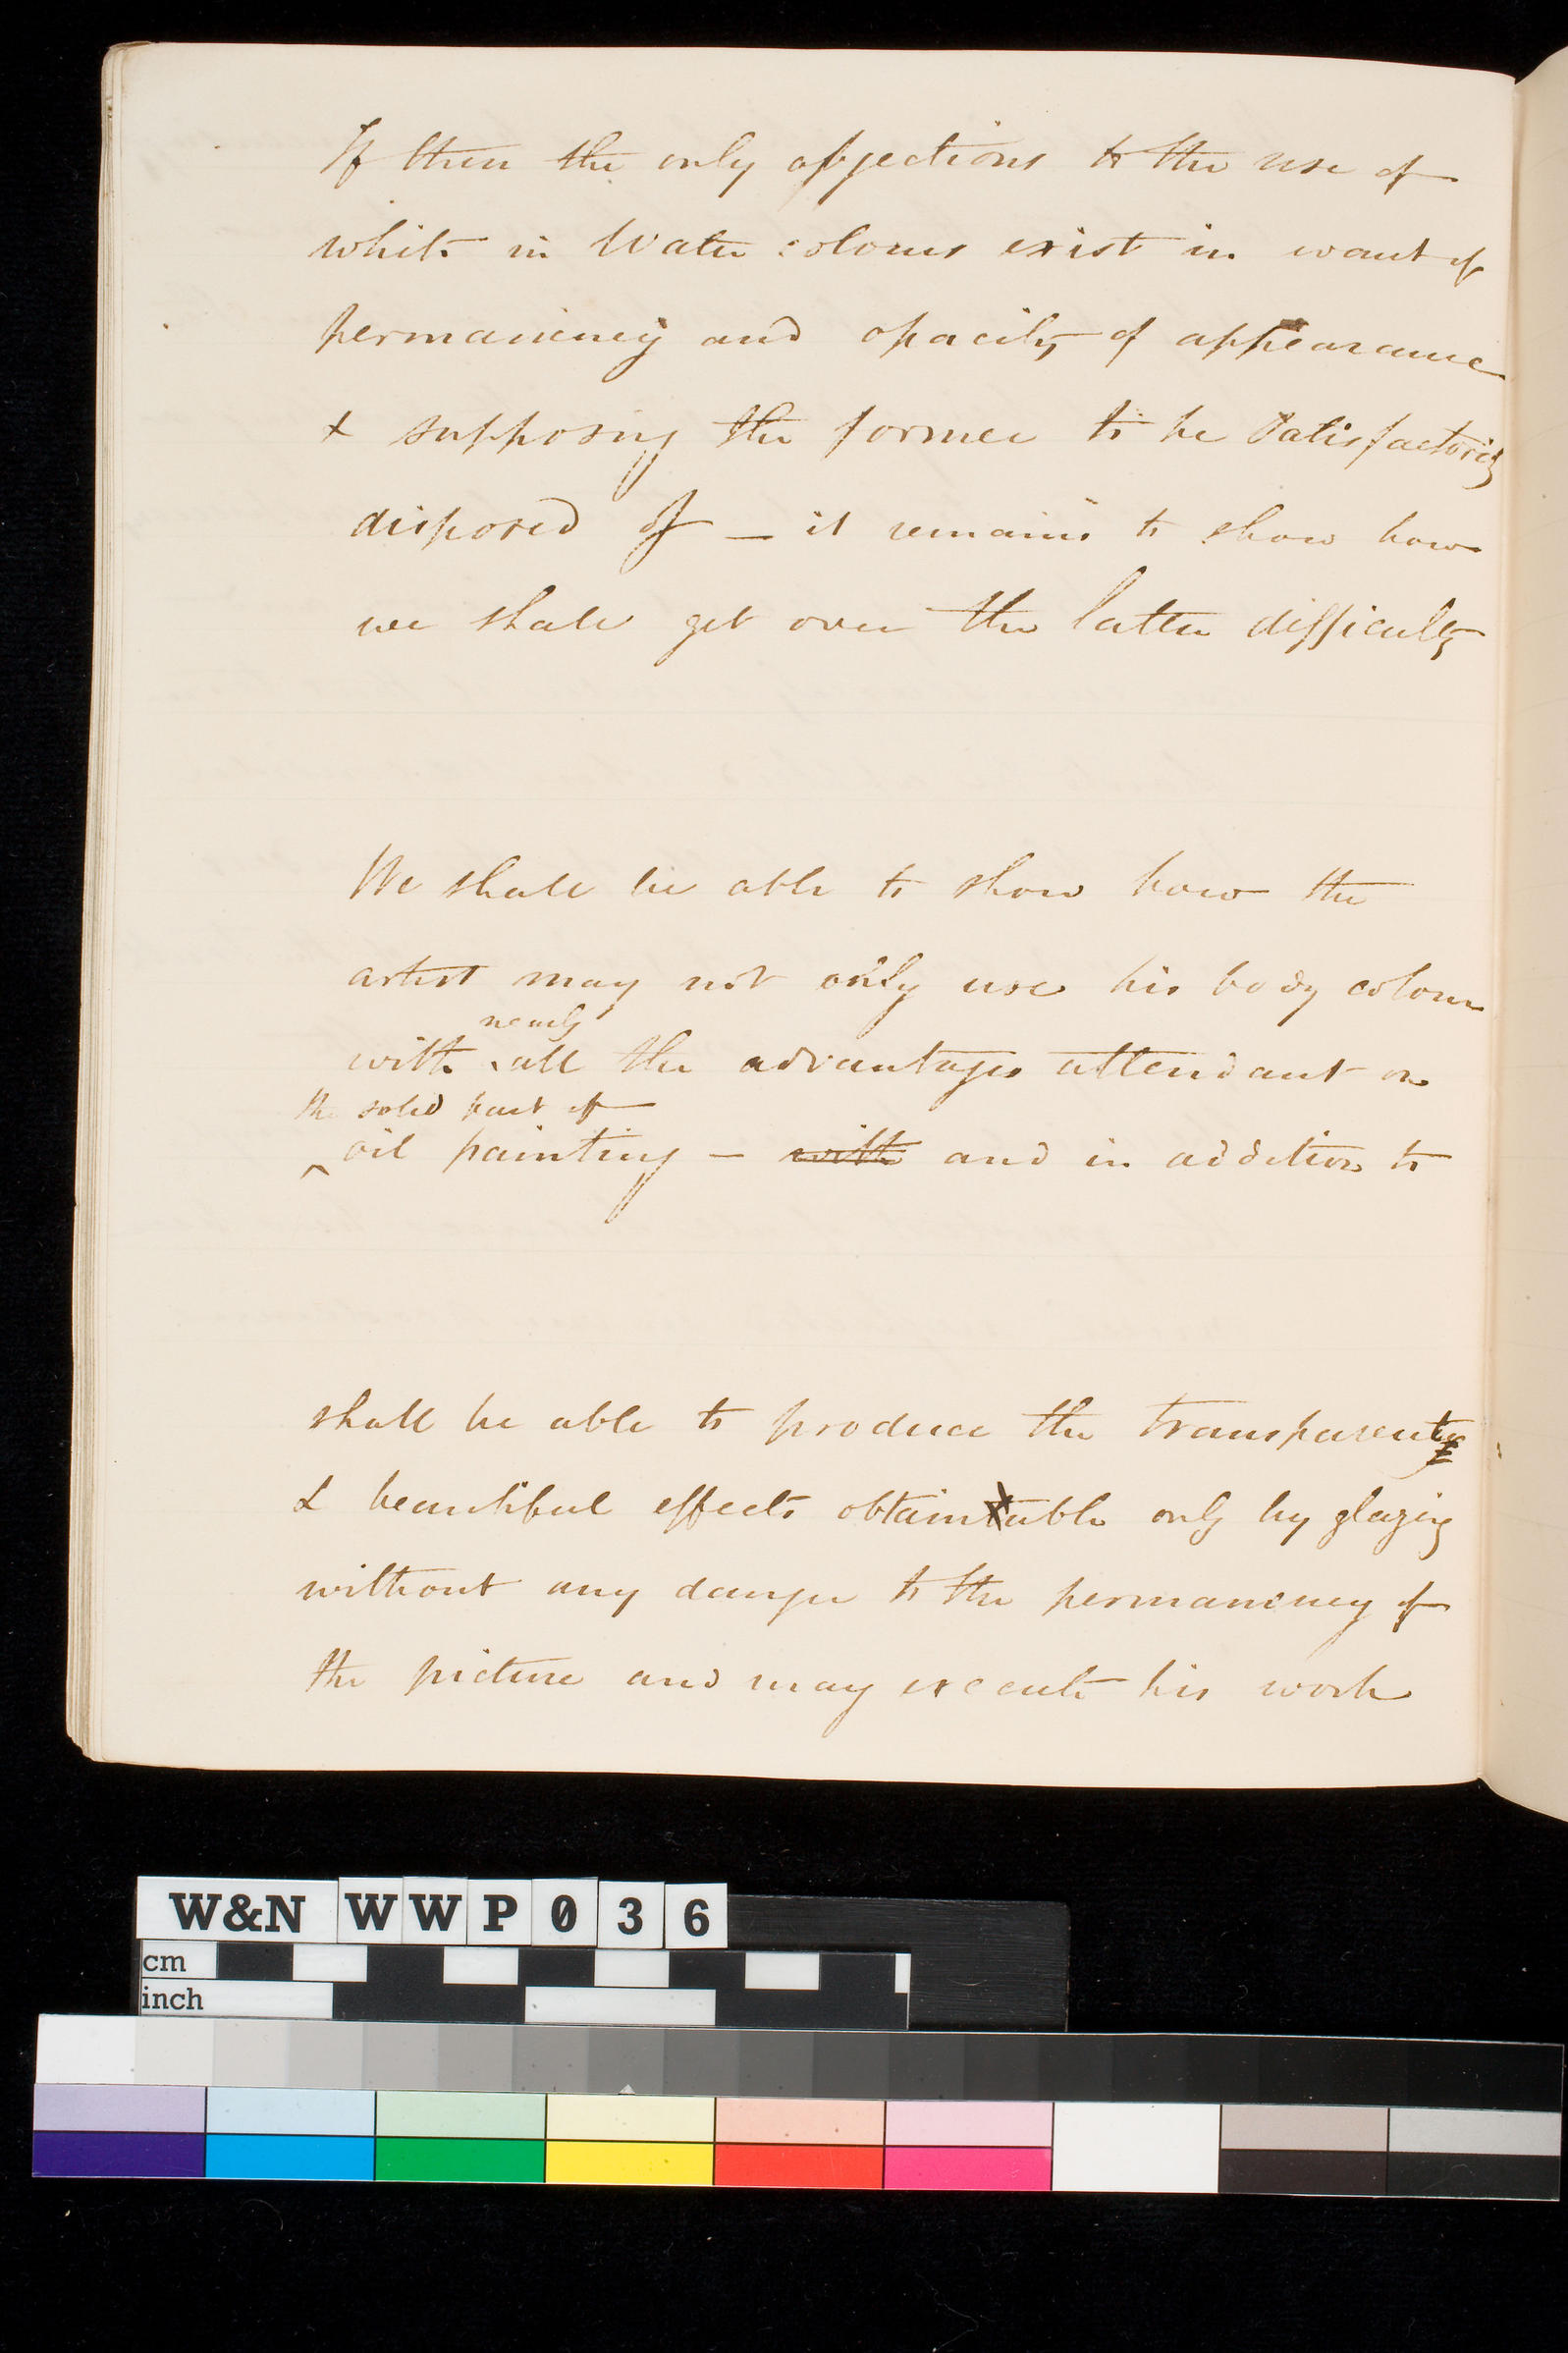 If then the only objections to the use of
white in Water colours exist in want of
permanency and opacity of appearance
& supposing the former to be Satisfactorily
disposed of — it remains to show how
we shall get over the latter difficulty
We shall be able to show how the
artist may not only use his body colour
nearly
with all the advantages attendant on
the solid part of
oil painting — with and in addition to
shall be able to produce the transparent
& beautiful effects obtainable only by glazing
without any danger to the permanency of
the picture and may execute his work
W&N WWP036
cm
inch